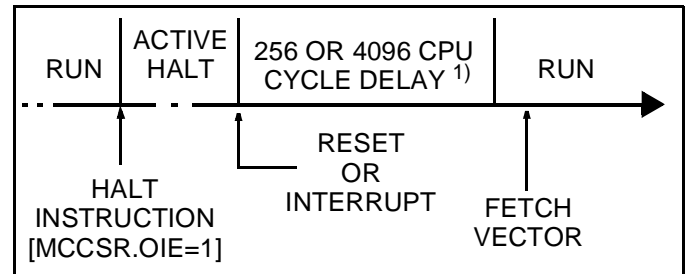 RUN
ACTIVE
HALT
256 OR 4096 CPU
CYCLE DELAY 1)
RUN
HALT
INSTRUCTION
[MCCSR.OIE=1]
RESET
OR
INTERRUPT
FETCH
VECTOR